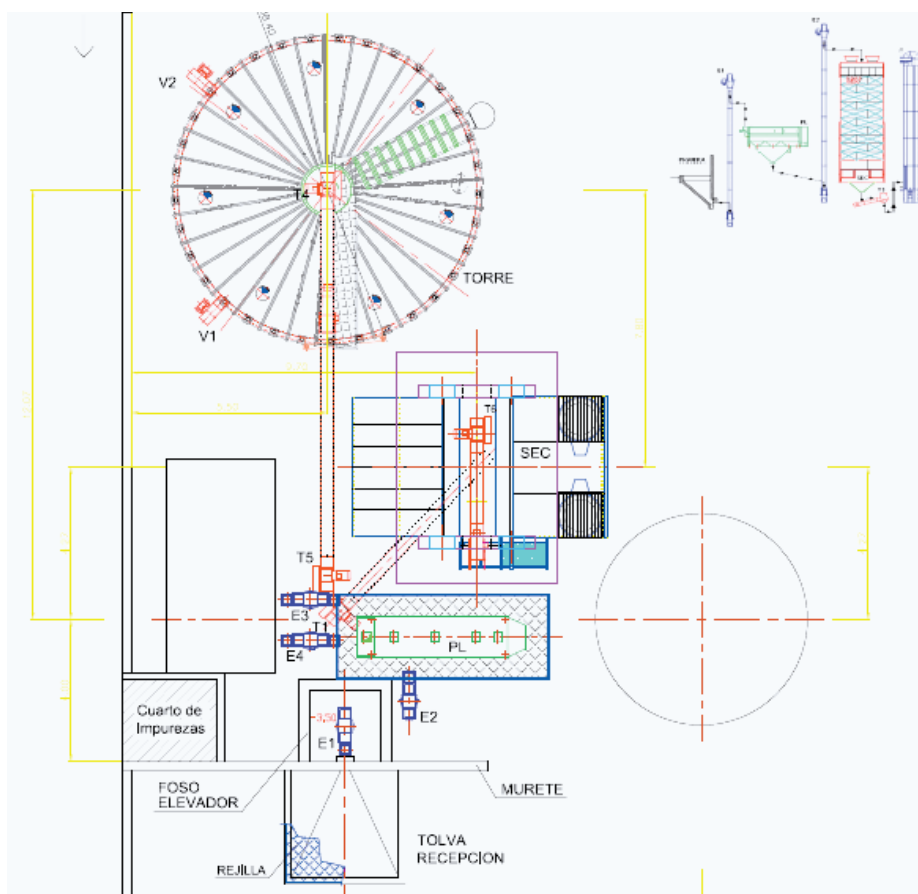 V2
T4
TORRE
V1
T6
SEC
T5
E3
T1
E4
PL
E2
Cuarto de
Impurezas
3,50
E1
FOSO
ELEVADOR
MURETE
TOLVA
RECEPCION
REJILLA
PL